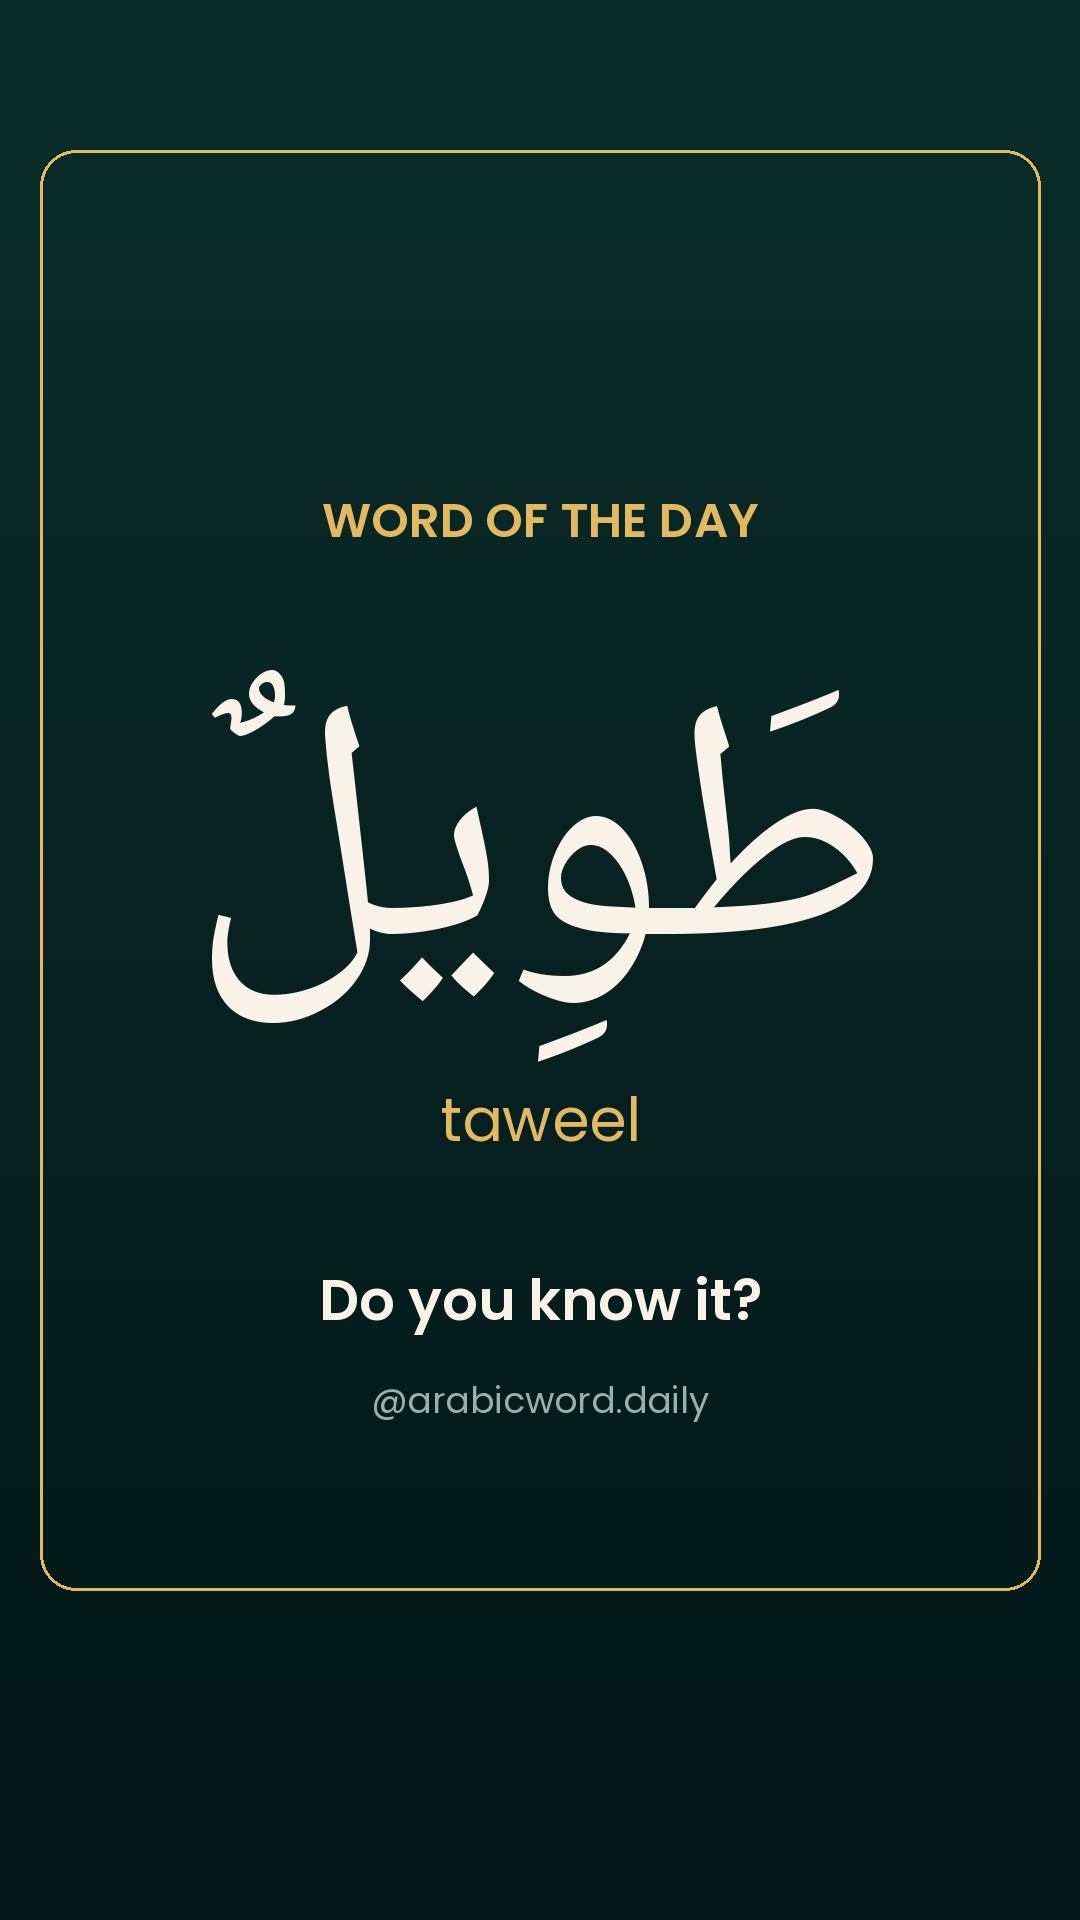 WORD OF THE DAY
طَوِيلٌ
taweel
Do you know it?
@arabicword.daily